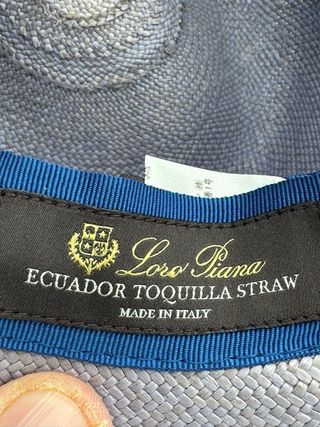 Loro Piana
ECUADOR TOQUILLA STRAW
MADE IN ITALY